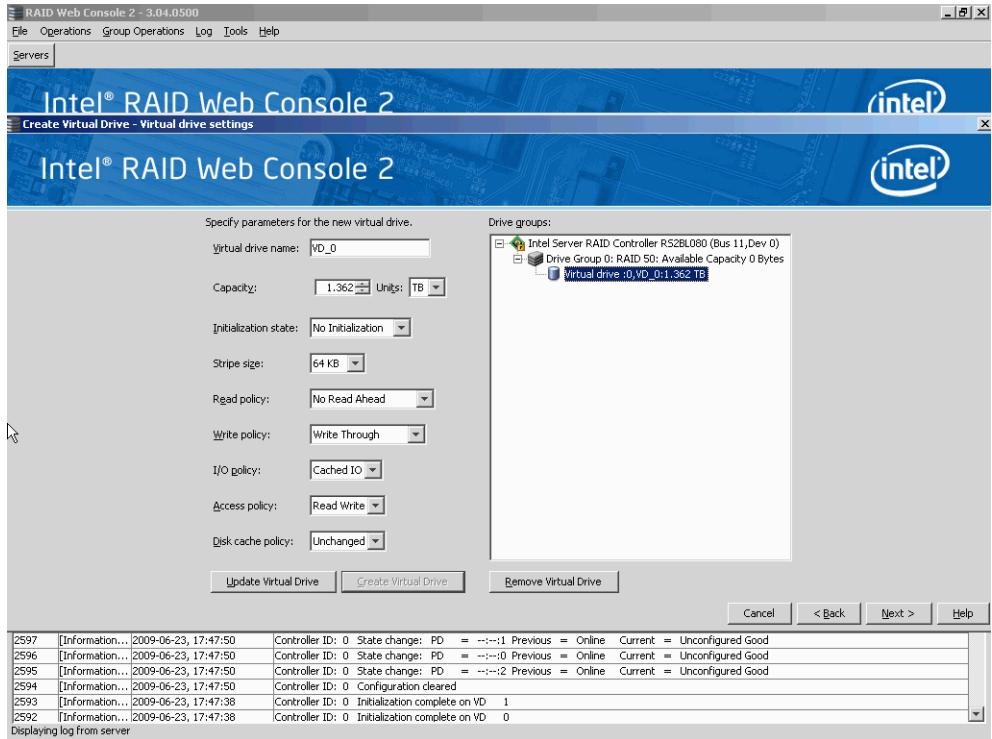 RAID Web Console 2 - 3.04.0500
File Operations Group Operations Log Tools Help
Servers
Intel® RAID Web Console 2
(intel)
Create Virtual Drive - Virtual drive settings
Intel® RAID Web Console 2
(intel)
Specify parameters for the new virtual drive.
Virtual drive name: VD_0
Capacity: 1.362 Units: TB
Initialization state: No Initialization
Stripe size: 64 KB
Read policy: No Read Ahead
Write policy: Write Through
I/O policy: Cached IO
Access policy: Read Write
Disk cache policy: Unchanged
Update Virtual Drive Create Virtual Drive
Drive groups:
Intel Server RAID Controller RS2BL080 (Bus 11,Dev 0)
Drive Group 0: RAID 50: Available Capacity 0 Bytes
Virtual drive :0,VD_0:1.362 TB
Remove Virtual Drive
Cancel < Back Next > Help
2597 [Information... 2009-06-23, 17:47:50 Controller ID: 0 State change: PD = --:--:1 Previous = Online Current = Unconfigured Good
2596 [Information... 2009-06-23, 17:47:50 Controller ID: 0 State change: PD = --:--:0 Previous = Online Current = Unconfigured Good
2595 [Information... 2009-06-23, 17:47:50 Controller ID: 0 State change: PD = --:--:2 Previous = Online Current = Unconfigured Good
2594 [Information... 2009-06-23, 17:47:50 Controller ID: 0 Configuration cleared
2593 [Information... 2009-06-23, 17:47:38 Controller ID: 0 Initialization complete on VD 1
2592 [Information... 2009-06-23, 17:47:38 Controller ID: 0 Initialization complete on VD 0
Displaying log from server